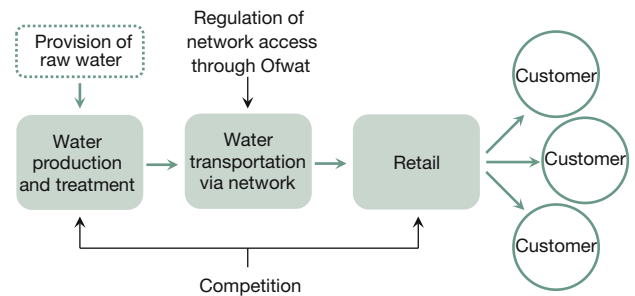 Provision of
raw water
Regulation of
network access
through Ofwat
Water
production
and treatment
Water
transportation
via network
Retail
Customer
Customer
Customer
Competition